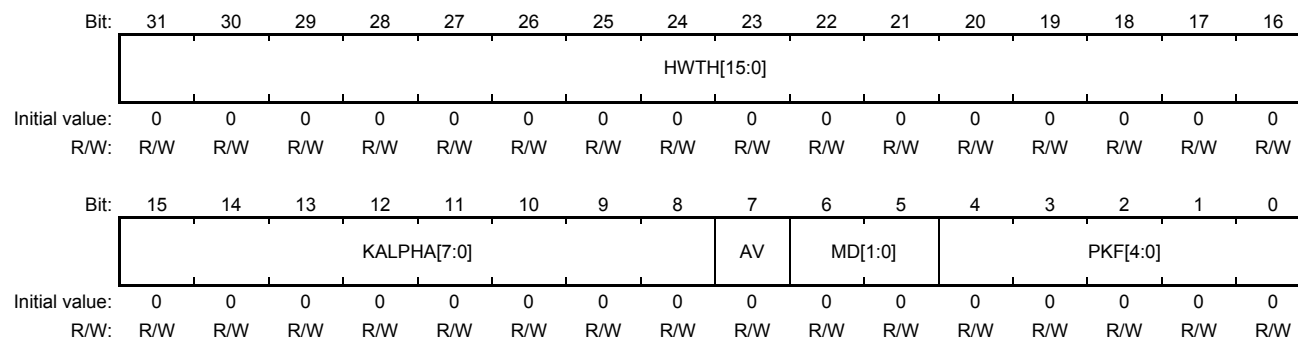 Bit: 31 30 29 28 27 26 25 24 23 22 21 20 19 18 17 16
HWTH[15:0]
Initial value: 0 0 0 0 0 0 0 0 0 0 0 0 0 0 0 0
R/W: R/W R/W R/W R/W R/W R/W R/W R/W R/W R/W R/W R/W R/W R/W R/W R/W
Bit: 15 14 13 12 11 10 9 8 7 6 5 4 3 2 1 0
KALPHA[7:0] AV MD[1:0] PKF[4:0]
Initial value: 0 0 0 0 0 0 0 0 0 0 0 0 0 0 0 0
R/W: R/W R/W R/W R/W R/W R/W R/W R/W R/W R/W R/W R/W R/W R/W R/W R/W